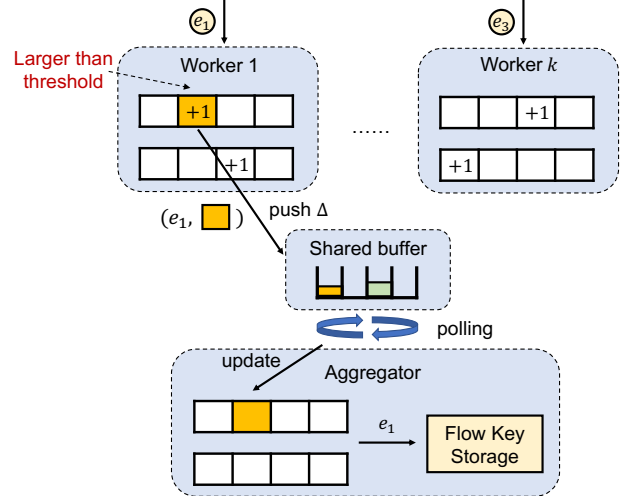 e₁
e₃
Larger than
threshold
Worker 1
Worker k
+1
+1
......
+1
+1
push Δ
(e₁, )
Shared buffer
polling
update
Aggregator
e₁
Flow Key
Storage